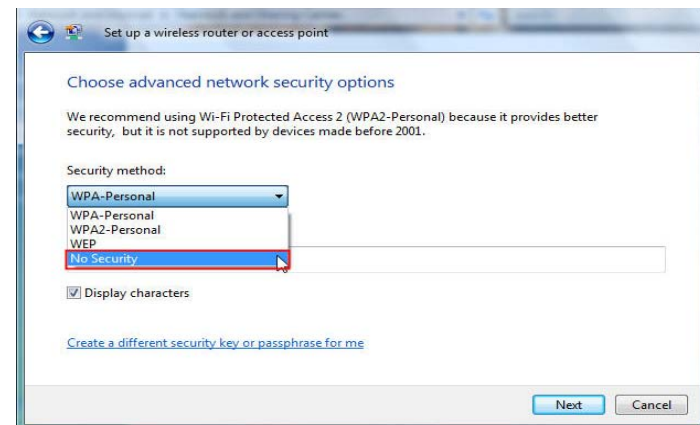 Set up a wireless router or access point
Choose advanced network security options
We recommend using Wi-Fi Protected Access 2 (WPA2-Personal) because it provides better
security, but it is not supported by devices made before 2001.
Security method:
WPA-Personal
WPA-Personal
WPA2-Personal
WEP
No Security
Display characters
Create a different security key or passphrase for me
Next Cancel